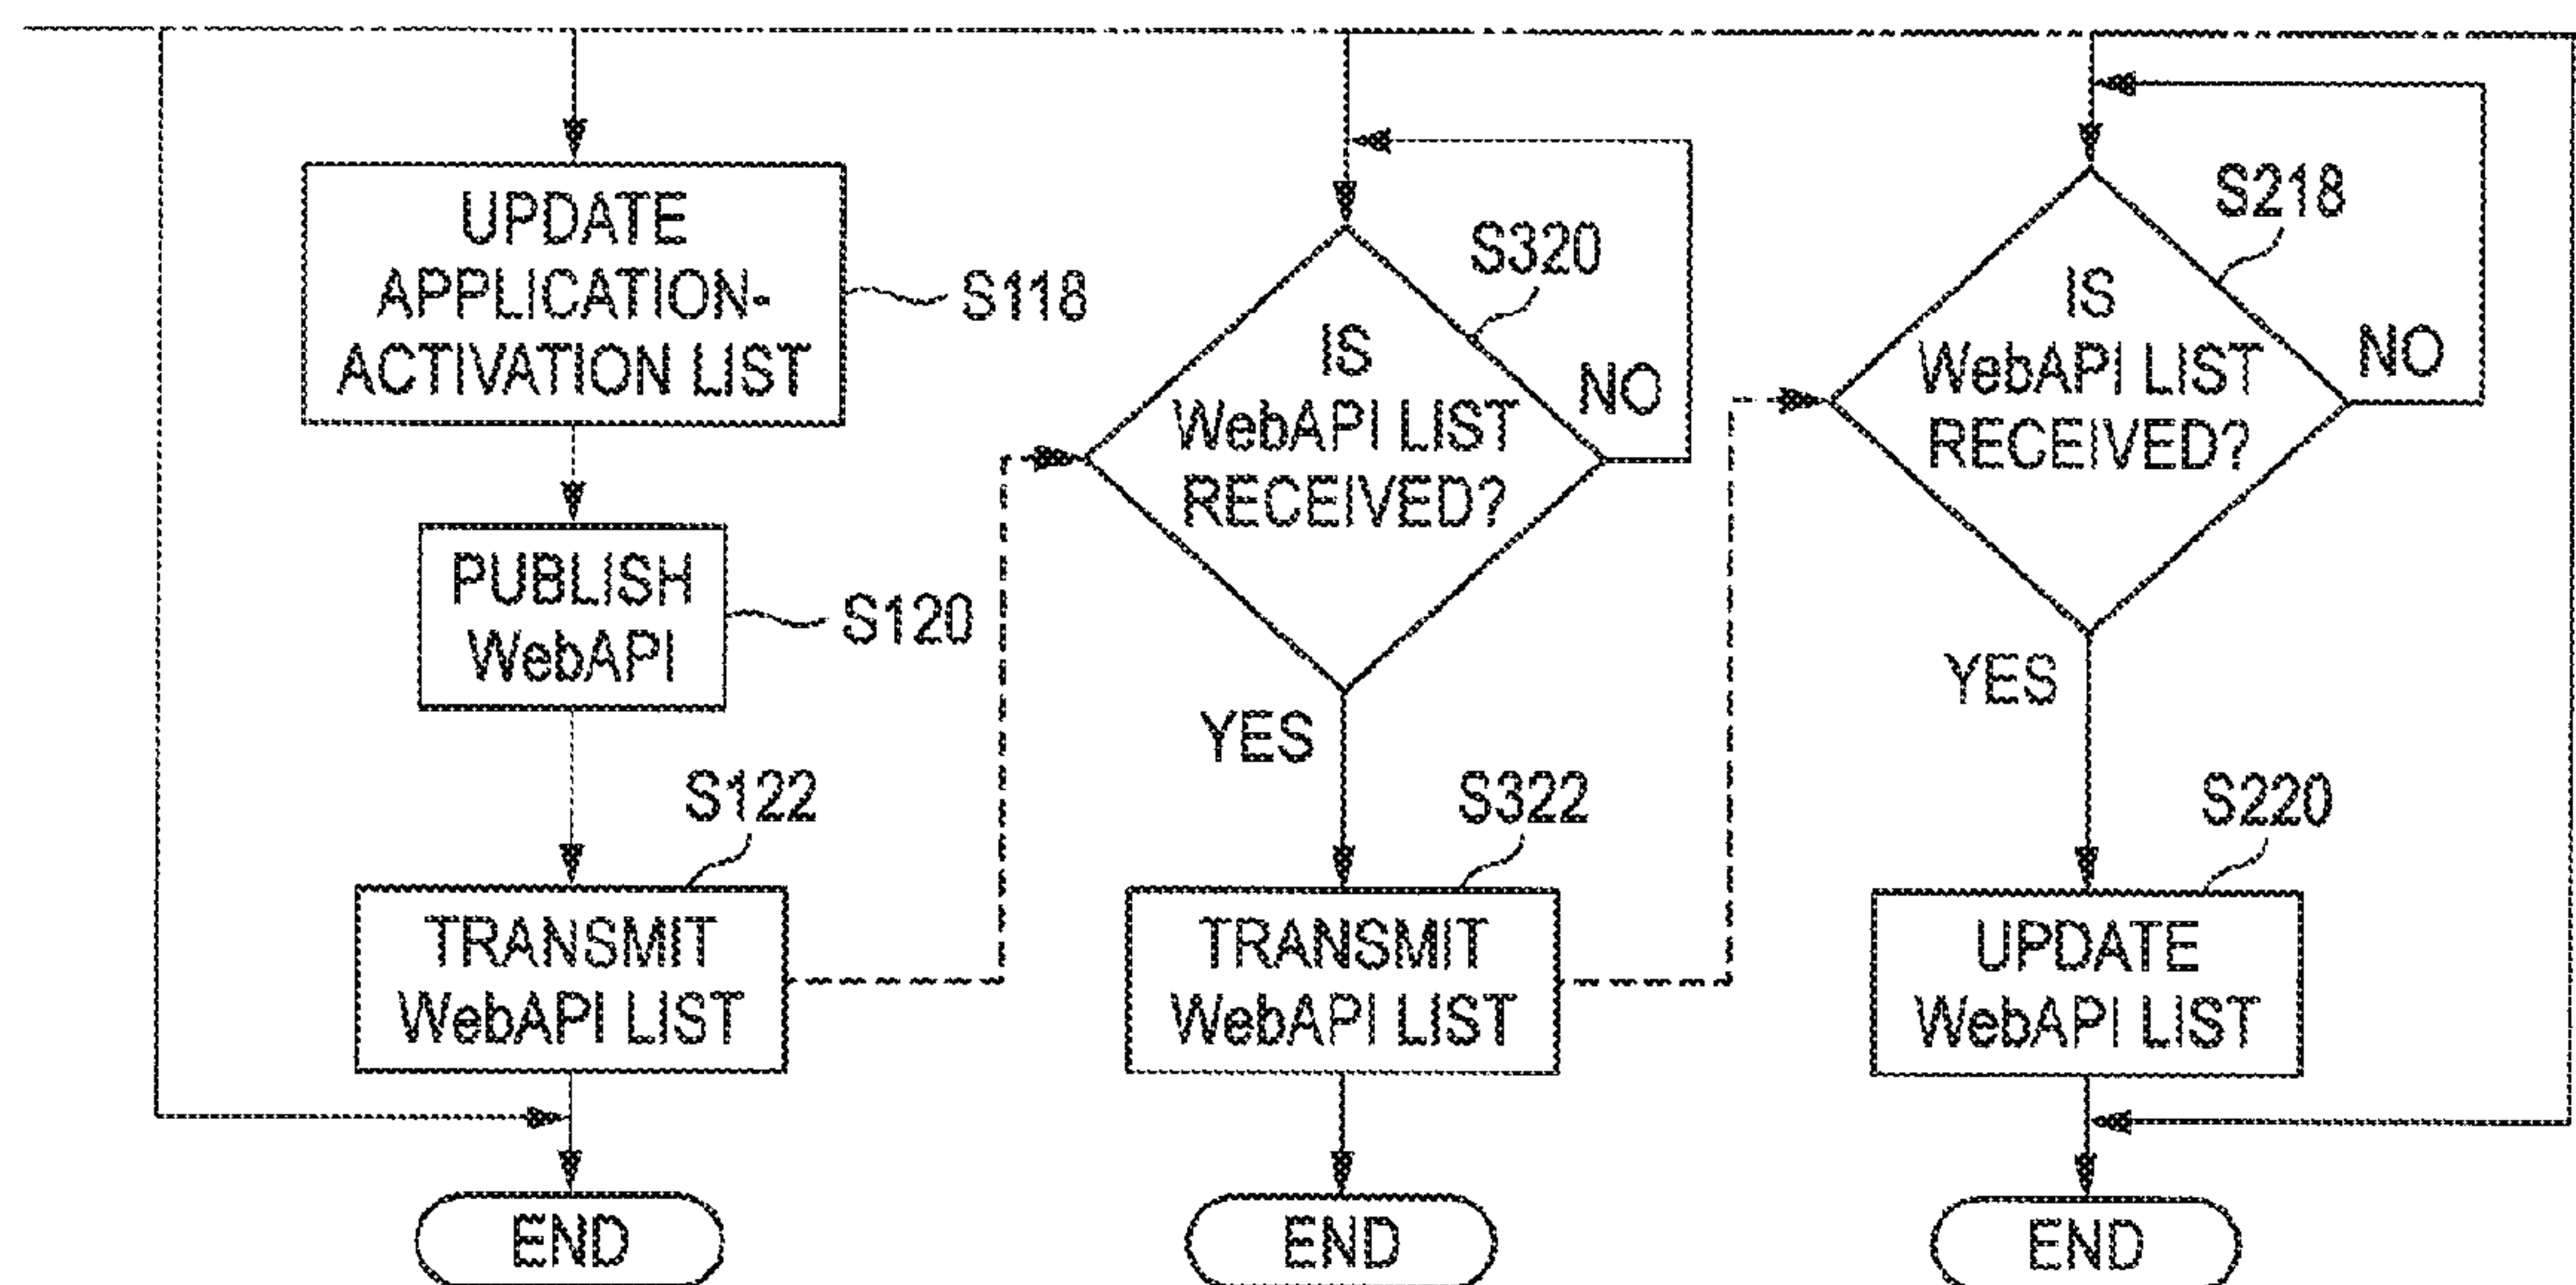 UPDATE
APPLICATION-
ACTIVATION LIST
S118
PUBLISH
WebAPI
S120
S122
TRANSMIT
WebAPI LIST
END
S320
IS
WebAPI LIST
RECEIVED?
NO
YES
S322
TRANSMIT
WebAPI LIST
END
S218
IS
WebAPI LIST
RECEIVED?
NO
YES
S220
UPDATE
WebAPI LIST
END